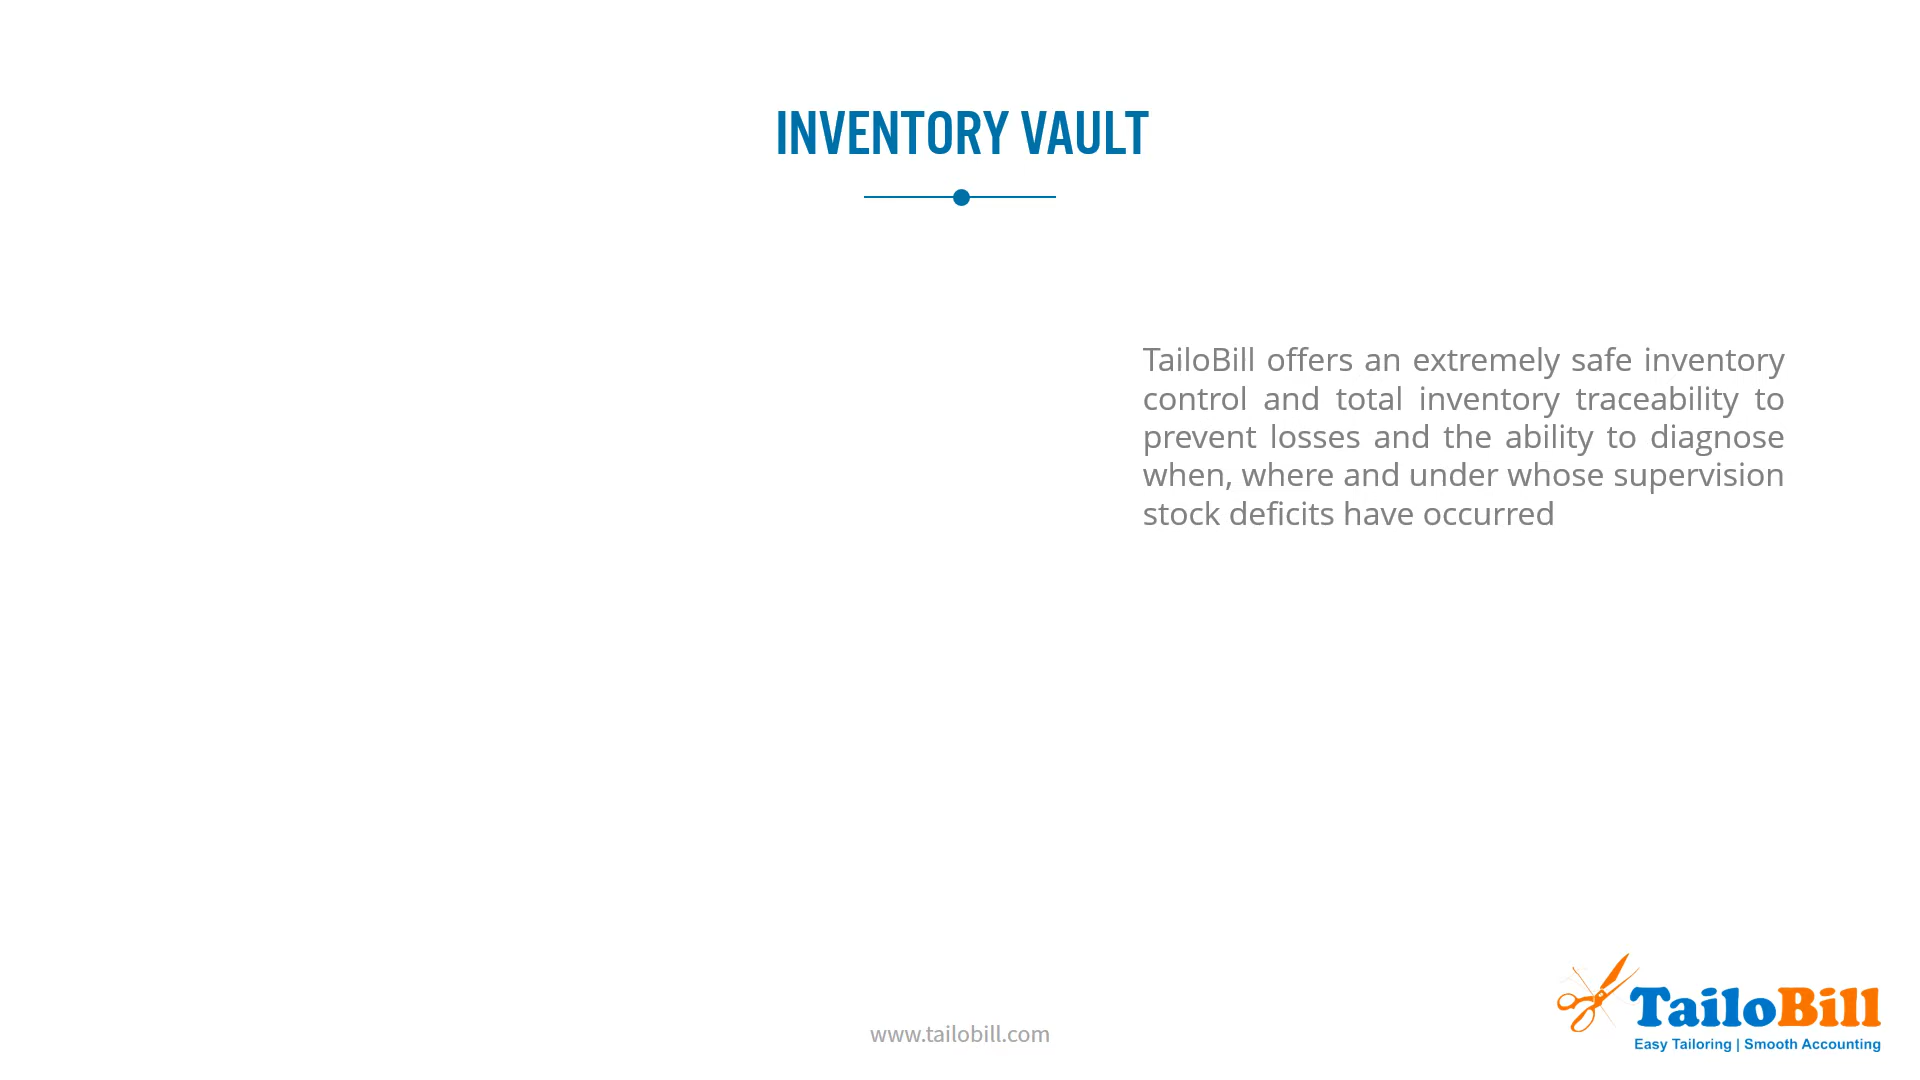 INVENTORY VAULT
TailoBill offers an extremely safe inventory
control and total inventory traceability to
prevent losses and the ability to diagnose
when, where and under whose supervision
stock deficits have occurred
TailoBill
Easy Tailoring | Smooth Accounting
www.tailobill.com